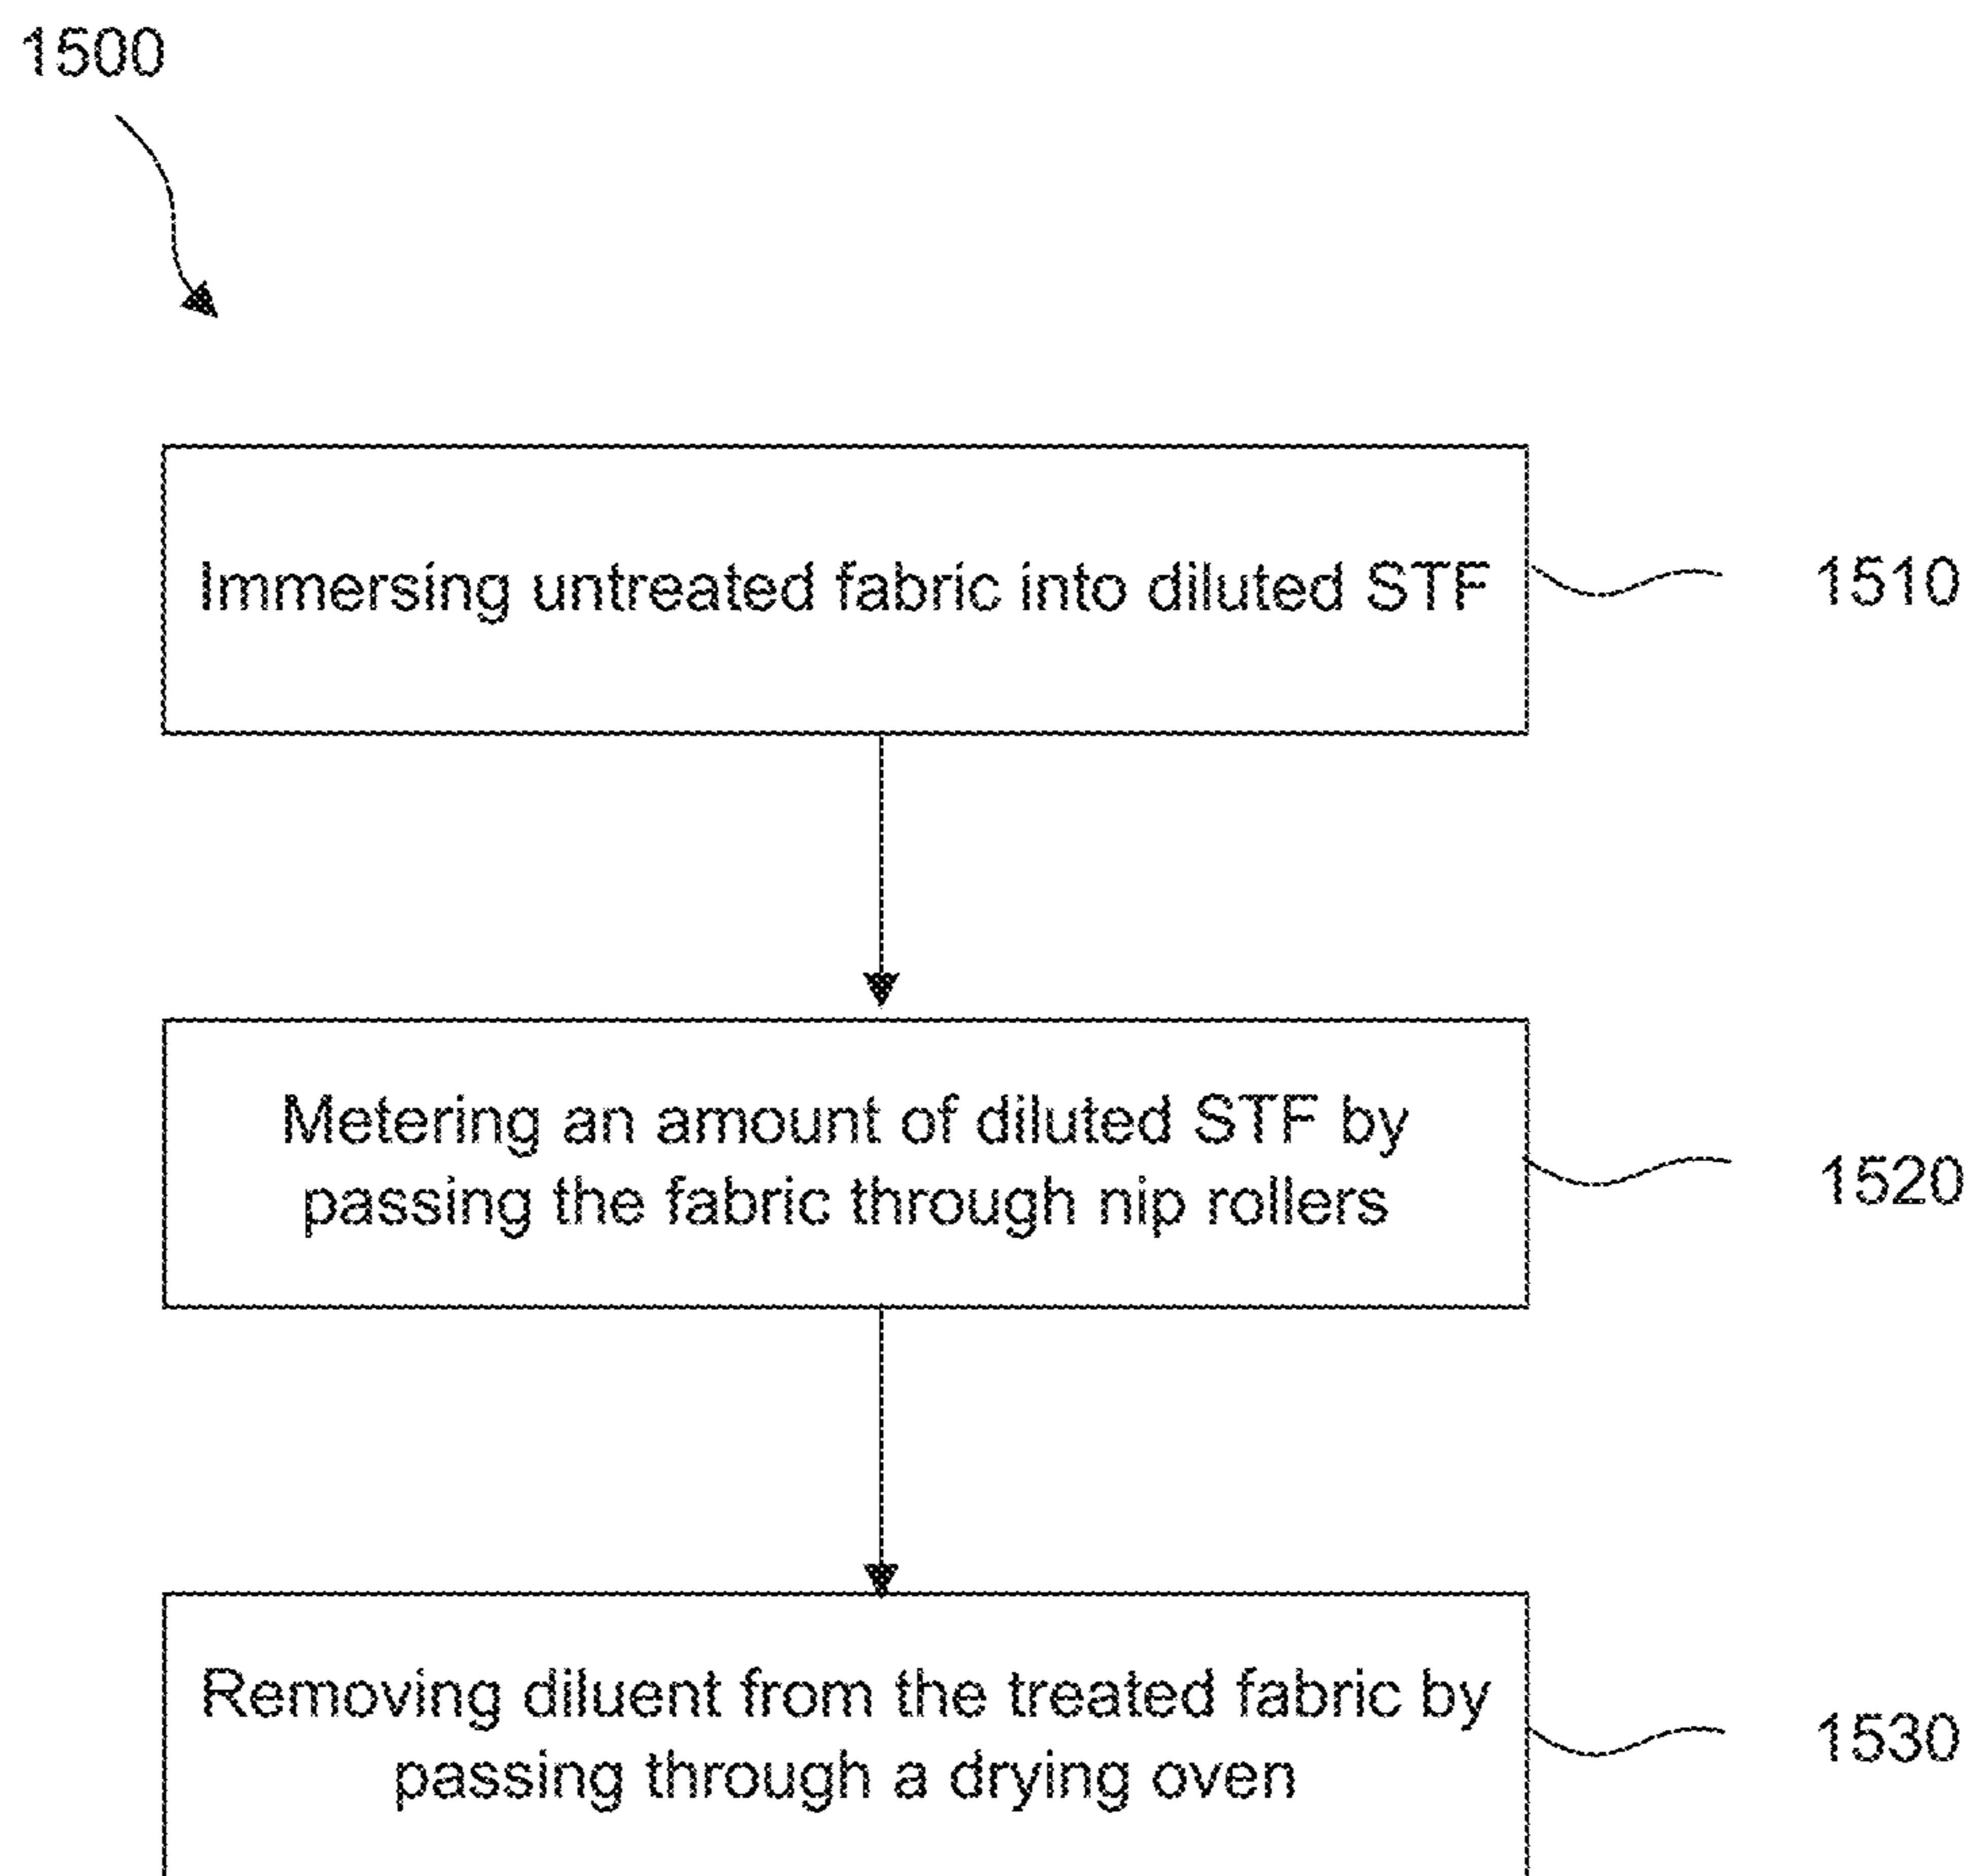 1500
Immersing untreated fabric into diluted STF
1510
Metering an amount of diluted STF by
passing the fabric through nip rollers
1520
Removing diluent from the treated fabric by
passing through a drying oven
1530